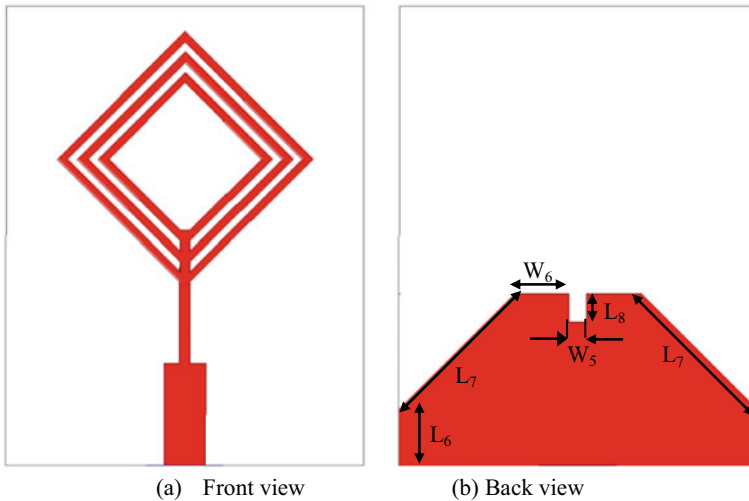 W₆
L₈
W₅
L₇
L₇
L₆
(a) Front view
(b) Back view